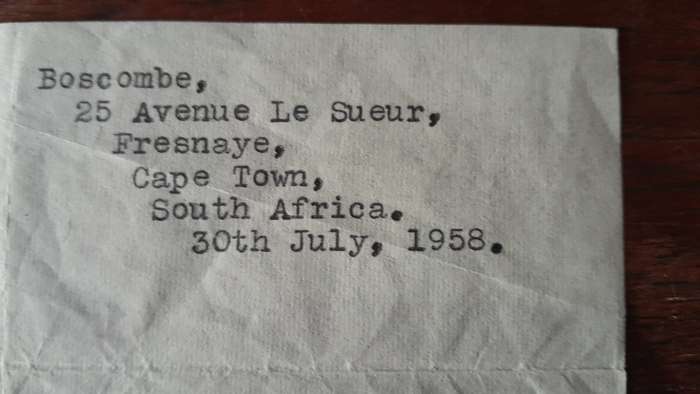 Boscombe,
25 Avenue Le Sueur,
Fresnaye,
Cape Town,
South Africa.
30th July, 1958.